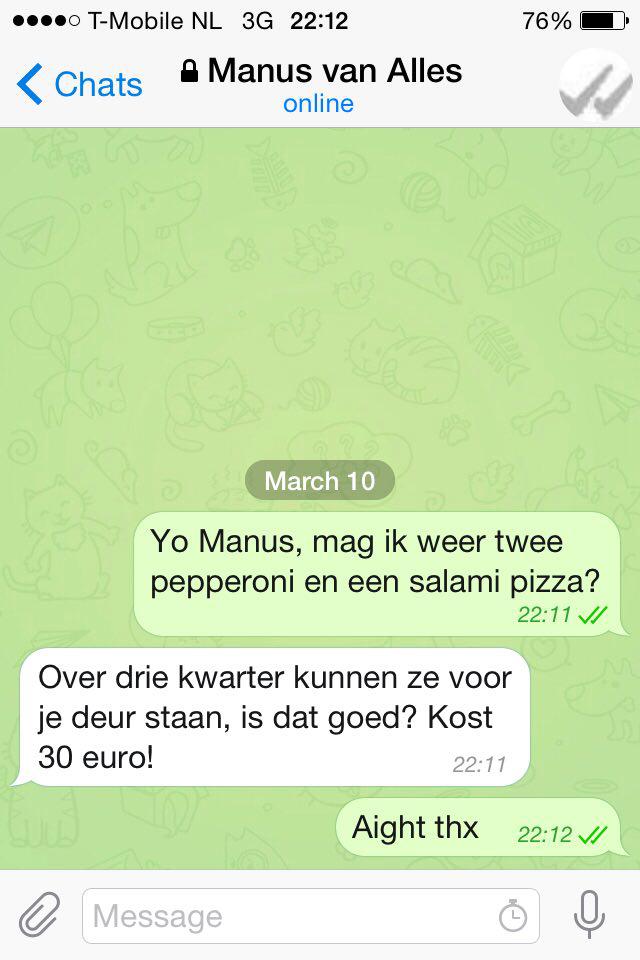 T-Mobile NL 3G 22:12 76%
Chats Manus van Alles
online
March 10
Yo Manus, mag ik weer twee
pepperoni en een salami pizza?
22:11
Over drie kwarter kunnen ze voor
je deur staan, is dat goed? Kost
30 euro!
22:11
Aight thx 22:12
Message